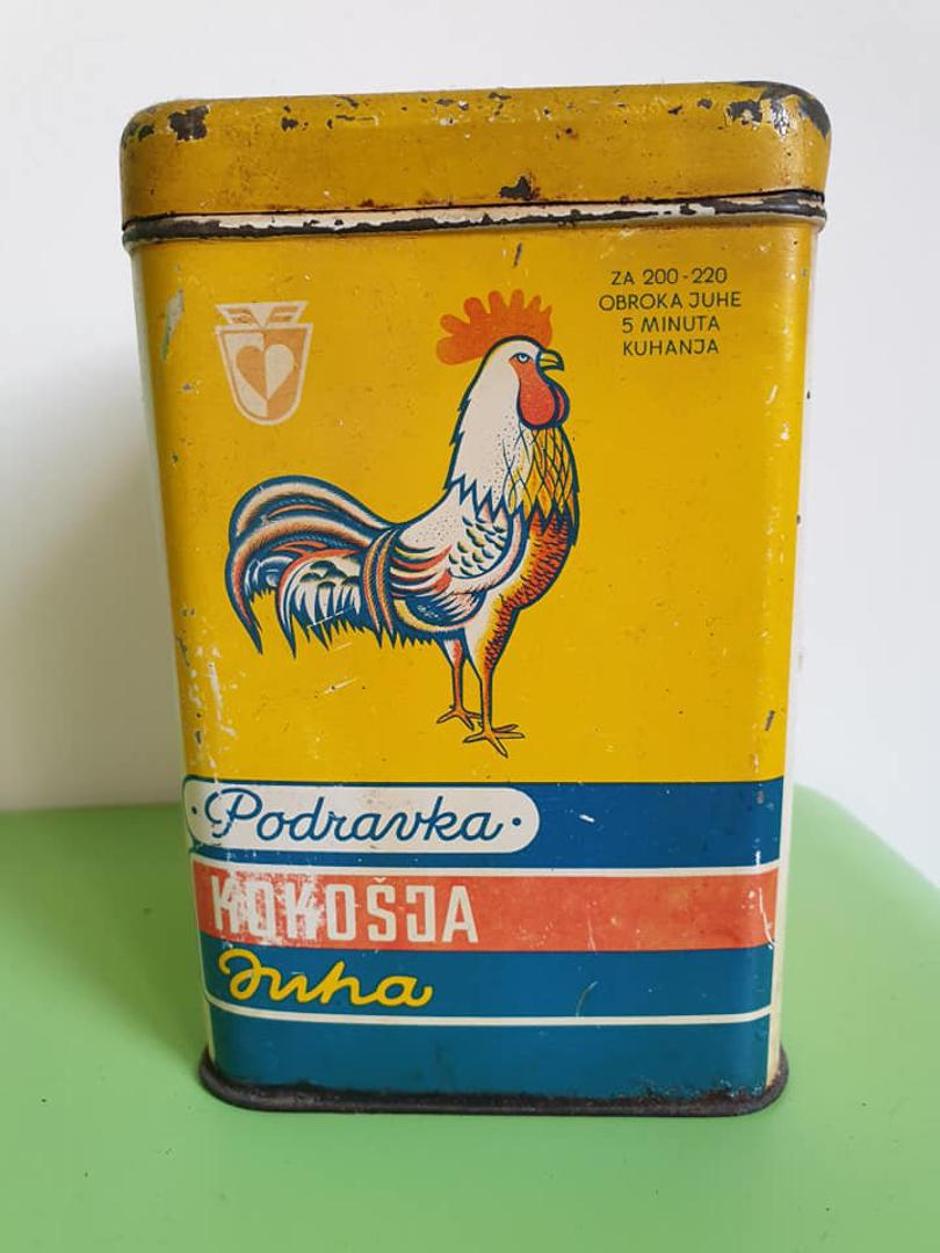 ZA 200-220
OBROKA JUHE
5 MINUTA
KUHANJA
· Podravka ·
KOKOŠJA
Juha